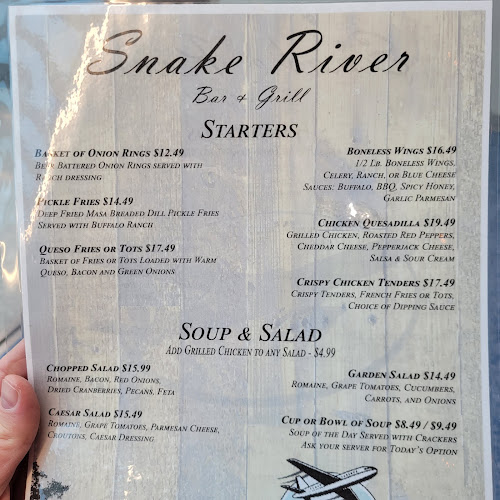 Snake River
Bar & Grill
Starters
Basket of Onion Rings $12.49
Beer Battered Onion Rings served with
Ranch dressing
Pickle Fries $14.49
Deep Fried Masa Breaded Dill Pickle Fries
Served with Buffalo Ranch
Queso Fries or Tots $17.49
Basket of Fries or Tots Loaded with Warm
Queso, Bacon and Green Onions
Boneless Wings $16.49
1/2 Lb. Boneless Wings,
Celery, Ranch, or Blue Cheese
Sauces: Buffalo, BBQ, Spicy Honey,
Garlic Parmesan
Chicken Quesadilla $19.49
Grilled Chicken, Roasted Red Peppers,
Cheddar Cheese, Pepperjack Cheese,
Salsa & Sour Cream
Crispy Chicken Tenders $17.49
Crispy Tenders, French Fries or Tots,
Choice of Dipping Sauce
Soup & Salad
Add Grilled Chicken to any Salad - $4.99
Chopped Salad $15.99
Romaine, Bacon, Red Onions,
Dried Cranberries, Pecans, Feta
Caesar Salad $15.49
Romaine, Grape Tomatoes, Parmesan Cheese,
Croutons, Caesar Dressing
Garden Salad $14.49
Romaine, Grape Tomatoes, Cucumbers,
Carrots, and Onions
Cup or Bowl of Soup $8.49 / $9.49
Soup of the Day Served with Crackers
Ask your server for Today's Option